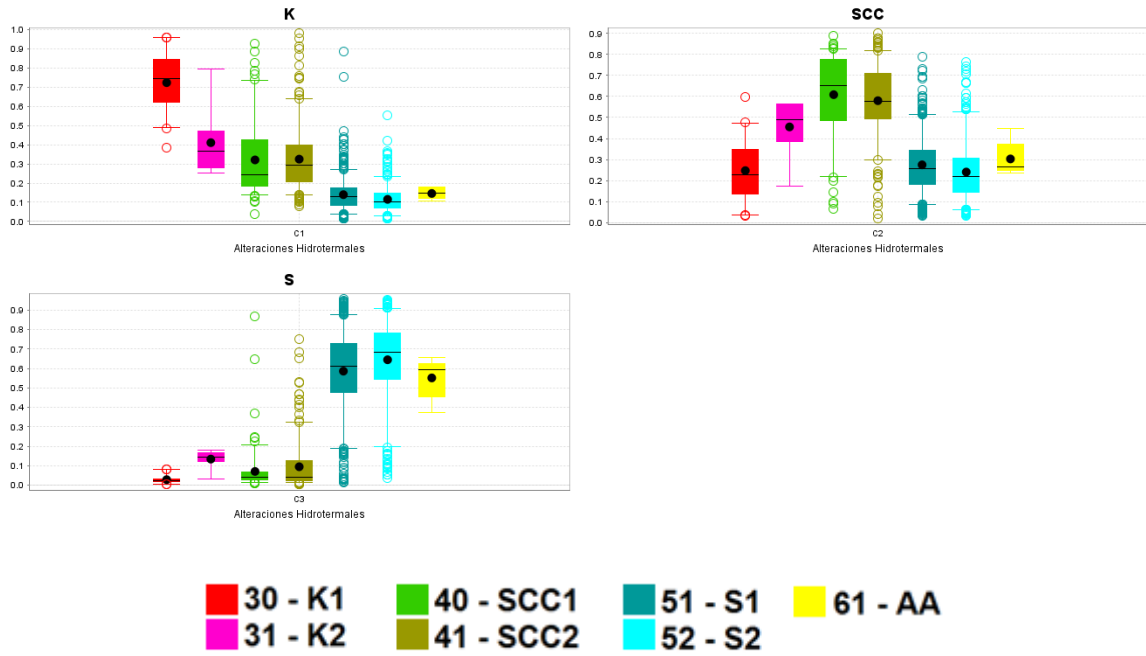 K
1.0
0.9
0.8
0.7
0.6
0.5
0.4
0.3
0.2
0.1
0.0
C1
Alteraciones Hidrotermales
SCC
0.9
0.8
0.7
0.6
0.5
0.4
0.3
0.2
0.1
0.0
C2
Alteraciones Hidrotermales
S
0.9
0.8
0.7
0.6
0.5
0.4
0.3
0.2
0.1
0.0
C3
Alteraciones Hidrotermales
30 - K1
40 - SCC1
51 - S1
61 - AA
31 - K2
41 - SCC2
52 - S2